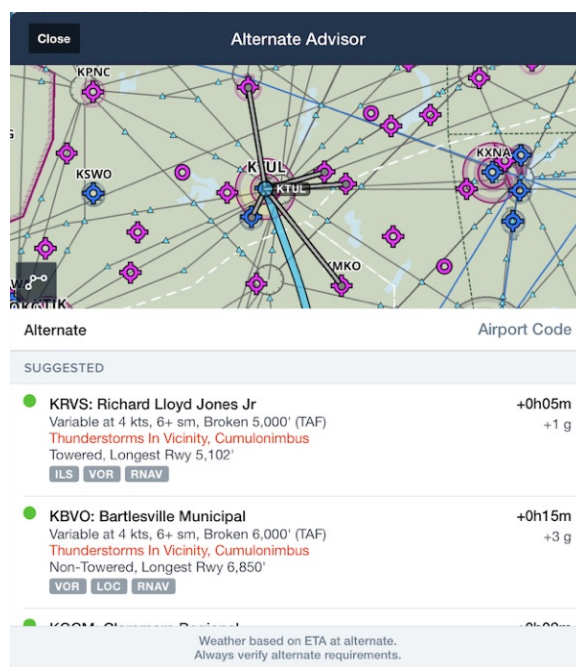 Close
Alternate Advisor
KPNC
KSWO
KTUL
KTUL
KXNA
KMKO
Alternate
Airport Code
SUGGESTED
KRVS: Richard Lloyd Jones Jr
+0h05m
Variable at 4 kts, 6+ sm, Broken 5,000' (TAF)
+1 g
Thunderstorms In Vicinity, Cumulonimbus
Towered, Longest Rwy 5,102'
ILS VOR RNAV
KBVO: Bartlesville Municipal
+0h15m
Variable at 4 kts, 6+ sm, Broken 6,000' (TAF)
+3 g
Thunderstorms In Vicinity, Cumulonimbus
Non-Towered, Longest Rwy 6,850'
VOR LOC RNAV
Weather based on ETA at alternate.
Always verify alternate requirements.